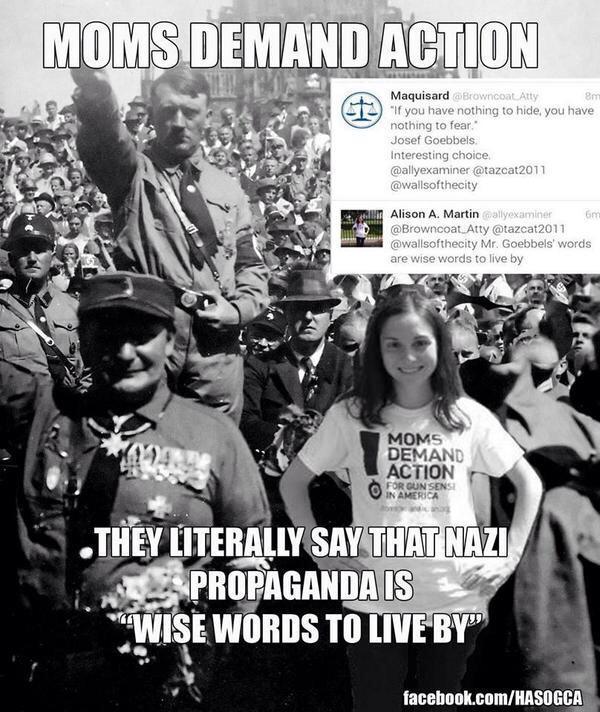 MOMS DEMAND ACTION
Maquisard @Browncoat_Atty 8m
"If you have nothing to hide, you have
nothing to fear."
Josef Goebbels.
Interesting choice.
@allyexaminer @tazcat2011
@wallsofthecity
Alison A. Martin @allyexaminer 6m
@Browncoat_Atty @tazcat2011
@wallsofthecity Mr. Goebbels' words
are wise words to live by
MOMS
DEMAND
ACTION
FOR GUN SENSE
IN AMERICA
THEY LITERALLY SAY THAT NAZI
PROPAGANDA IS
"WISE WORDS TO LIVE BY"
facebook.com/HASOGCA